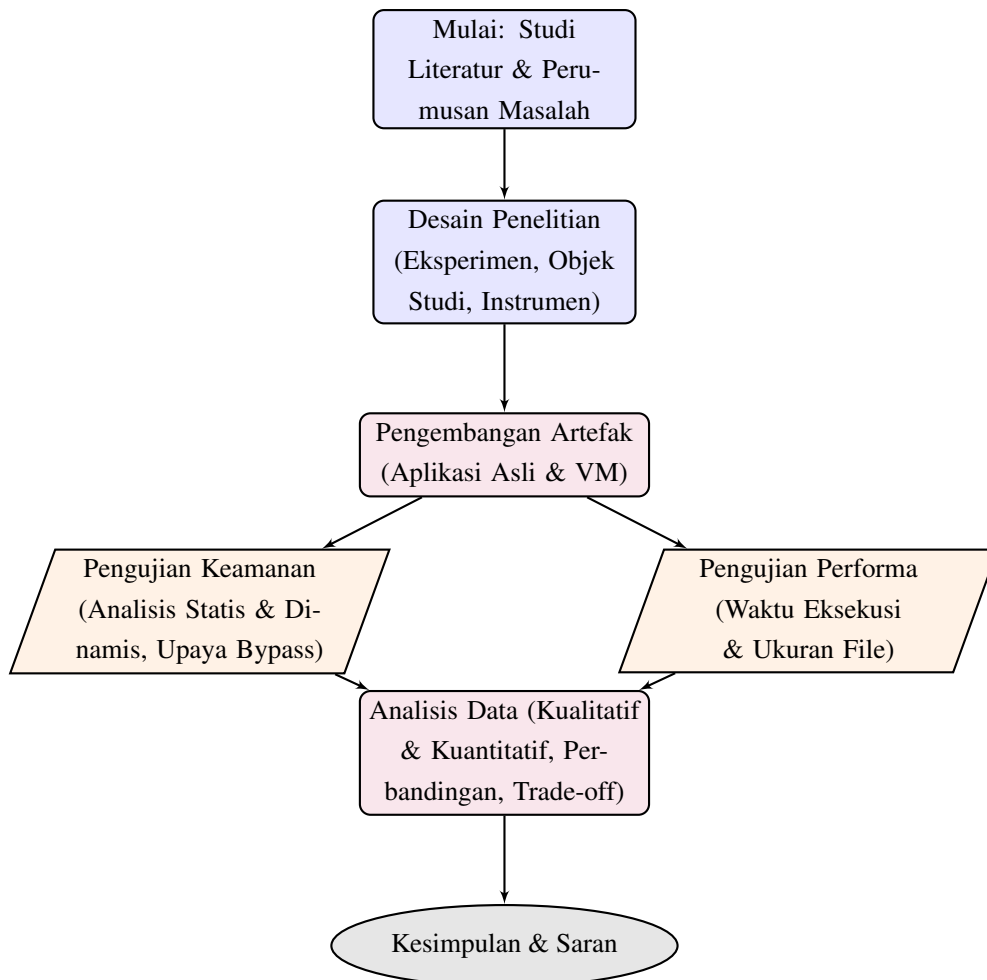 Mulai: Studi
Literatur & Peru-
musan Masalah
Desain Penelitian
(Eksperimen, Objek
Studi, Instrumen)
Pengembangan Artefak
(Aplikasi Asli & VM)
Pengujian Keamanan
(Analisis Statis & Di-
namis, Upaya Bypass)
Pengujian Performa
(Waktu Eksekusi
& Ukuran File)
Analisis Data (Kualitatif
& Kuantitatif, Per-
bandingan, Trade-off)
Kesimpulan & Saran